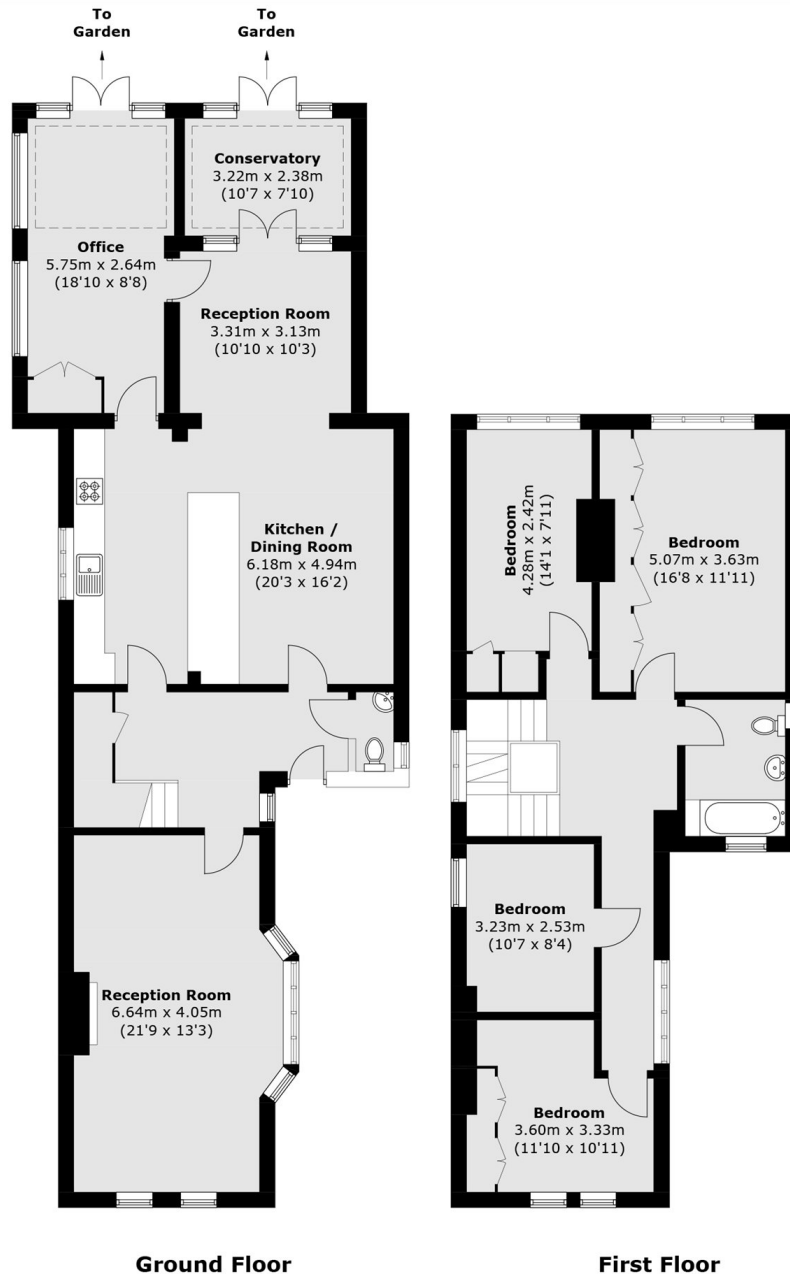 To
Garden
To
Garden
Conservatory
3.22m x 2.38m
(10'7 x 7'10)
Office
5.75m x 2.64m
(18'10 x 8'8)
Reception Room
3.31m x 3.13m
(10'10 x 10'3)
Kitchen /
Dining Room
6.18m x 4.94m
(20'3 x 16'2)
Reception Room
6.64m x 4.05m
(21'9 x 13'3)
Ground Floor
Bedroom
4.28m x 2.42m
(14'1 x 7'11)
Bedroom
5.07m x 3.63m
(16'8 x 11'11)
Bedroom
3.23m x 2.53m
(10'7 x 8'4)
Bedroom
3.60m x 3.33m
(11'10 x 10'11)
First Floor